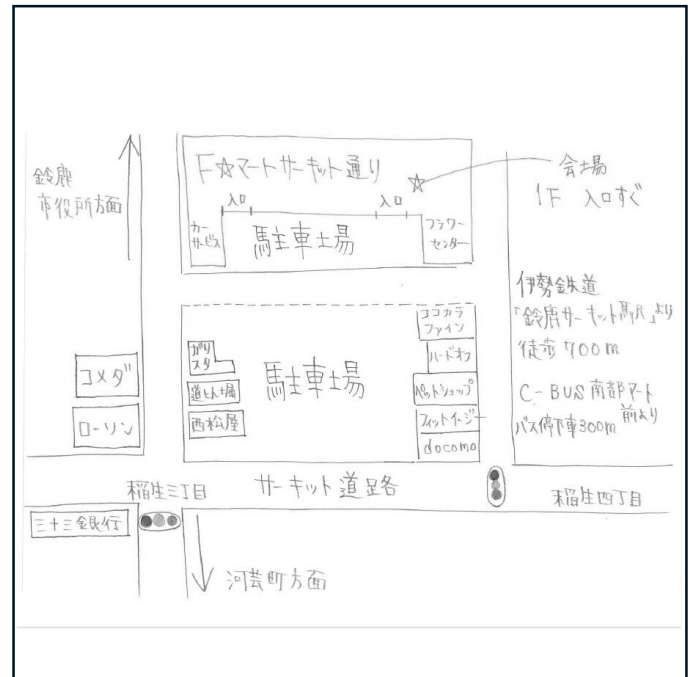 鈴鹿
市役所方面
F☆マートサーキット通り
会場
1F 入口すぐ
入口
入口
カー
サービス
駐車場
フラワー
センター
伊勢鉄道
「鈴鹿サーキット駅」より
徒歩700m
C-BUS南部マート
前より
バス停下車300m
ココカラ
ファイン
ガリ
スタ
駐車場
ハードオフ
コメダ
道とん堀
ペットショップ
ローソン
西松屋
フィットイージー
docomo
稲生三丁目
サーキット道路
稲生四丁目
三十三銀行
河芸町方面